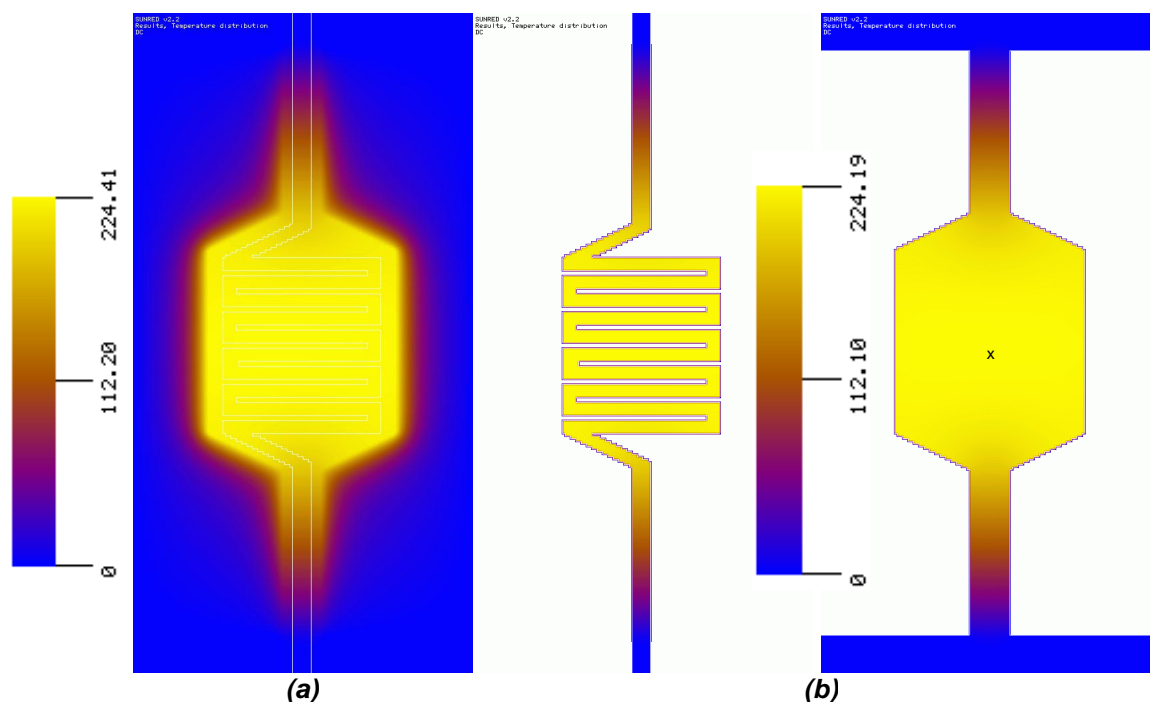 SUNRED v2.2
Results, Temperature distribution
DC
SUNRED v2.2
Results, Temperature distribution
DC
SUNRED v2.2
Results, Temperature distribution
DC
224.41
112.20
0
224.19
112.10
0
x
(a)
(b)